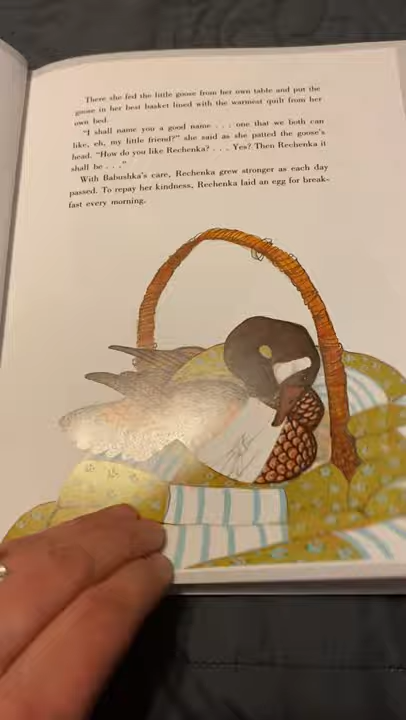 There she fed the little goose from her own table and put the
goose in her best basket lined with the warmest quilt from her
own bed.
"I shall name you a good name . . . one that we both can
like, eh, my little friend?" she said as she patted the goose's
head. "How do you like Rechenka? . . . Yes? Then Rechenka it
shall be . . ."
With Babushka's care, Rechenka grew stronger as each day
passed. To repay her kindness, Rechenka laid an egg for break-
fast every morning.